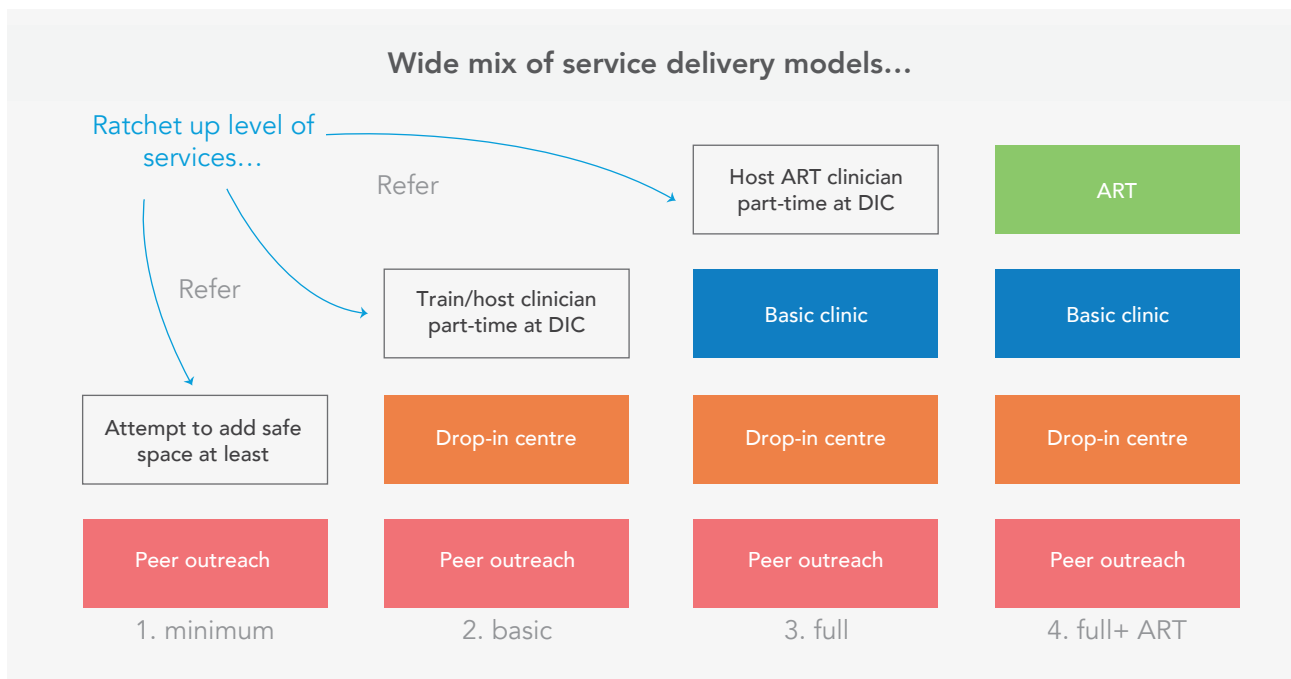 Wide mix of service delivery models…
Ratchet up level of
services…
Refer
Refer
Host ART clinician
part-time at DIC
ART
Train/host clinician
part-time at DIC
Basic clinic
Basic clinic
Attempt to add safe
space at least
Drop-in centre
Drop-in centre
Drop-in centre
Peer outreach
Peer outreach
Peer outreach
Peer outreach
1. minimum
2. basic
3. full
4. full+ ART